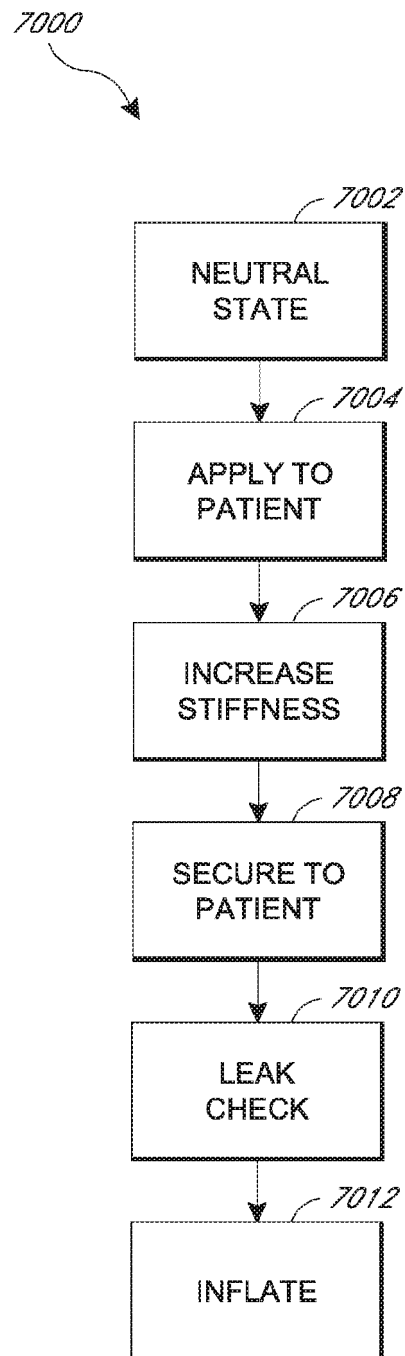 7000
7002
NEUTRAL
STATE
7004
APPLY TO
PATIENT
7006
INCREASE
STIFFNESS
7008
SECURE TO
PATIENT
7010
LEAK
CHECK
7012
INFLATE